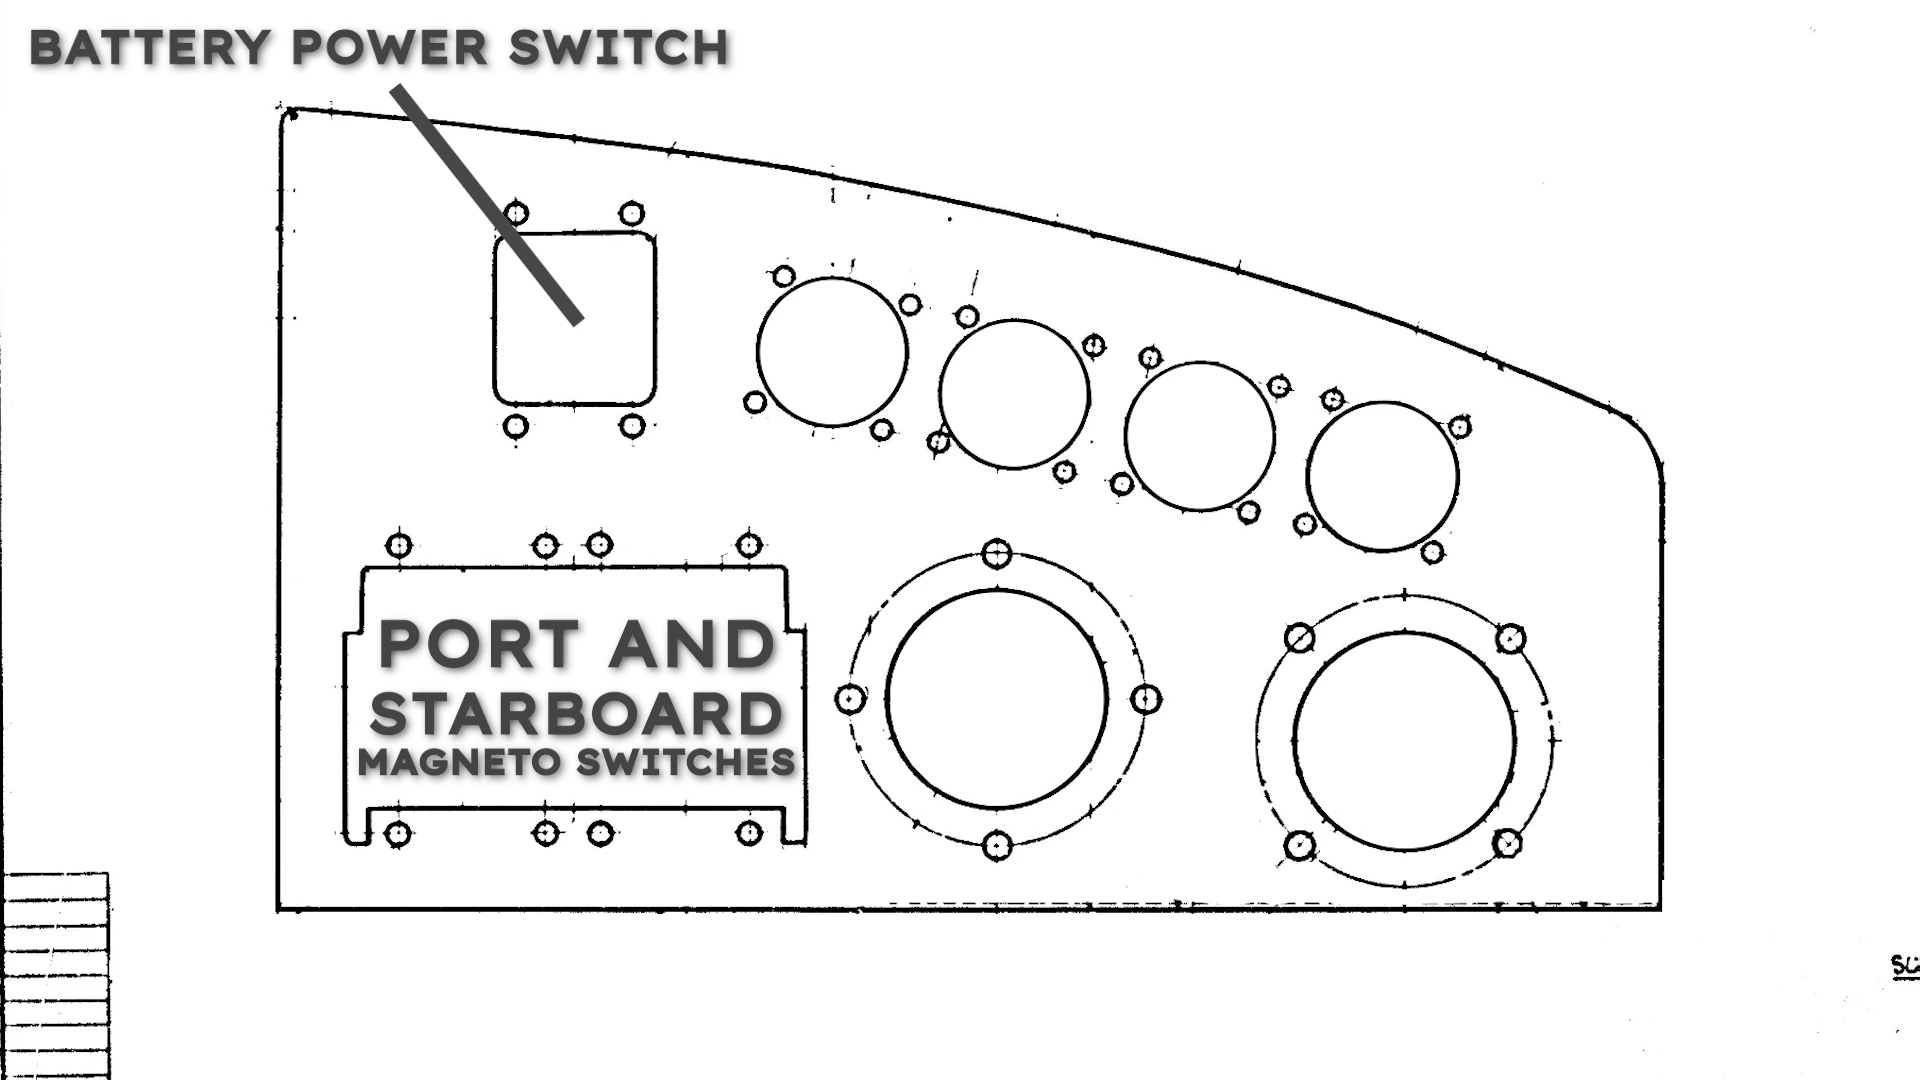 BATTERY POWER SWITCH
PORT AND
STARBOARD
MAGNETO SWITCHES